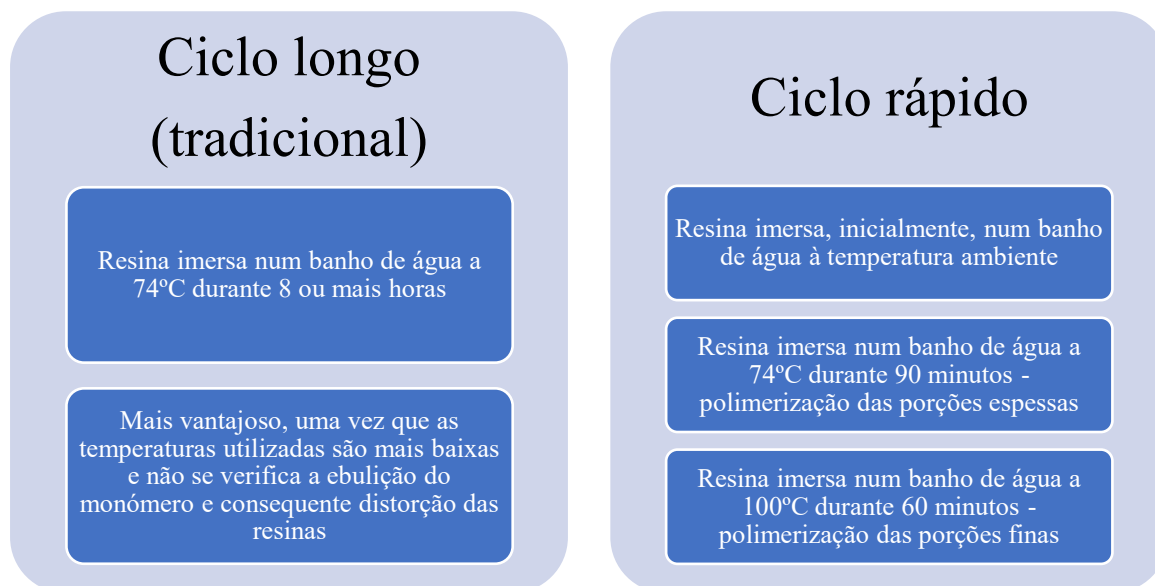 Ciclo longo
(tradicional)
Resina imersa num banho de água a
74ºC durante 8 ou mais horas
Mais vantajoso, uma vez que as
temperaturas utilizadas são mais baixas
e não se verifica a ebulição do
monómero e consequente distorção das
resinas
Ciclo rápido
Resina imersa, inicialmente, num banho
de água à temperatura ambiente
Resina imersa num banho de água a
74ºC durante 90 minutos -
polimerização das porções espessas
Resina imersa num banho de água a
100ºC durante 60 minutos -
polimerização das porções finas